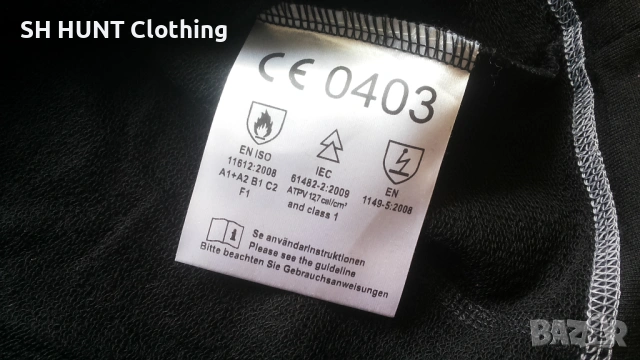 SH HUNT Clothing
CE 0403
EN ISO
11612:2008
A1+A2 B1 C2
F1
IEC
61482-2:2009
ATPV 12,7 cal/cm²
and class 1
EN
1149-5:2008
Se användarinstruktionen
Please see the guideline
Bitte beachten Sie Gebrauchsanweisungen
BAZAR